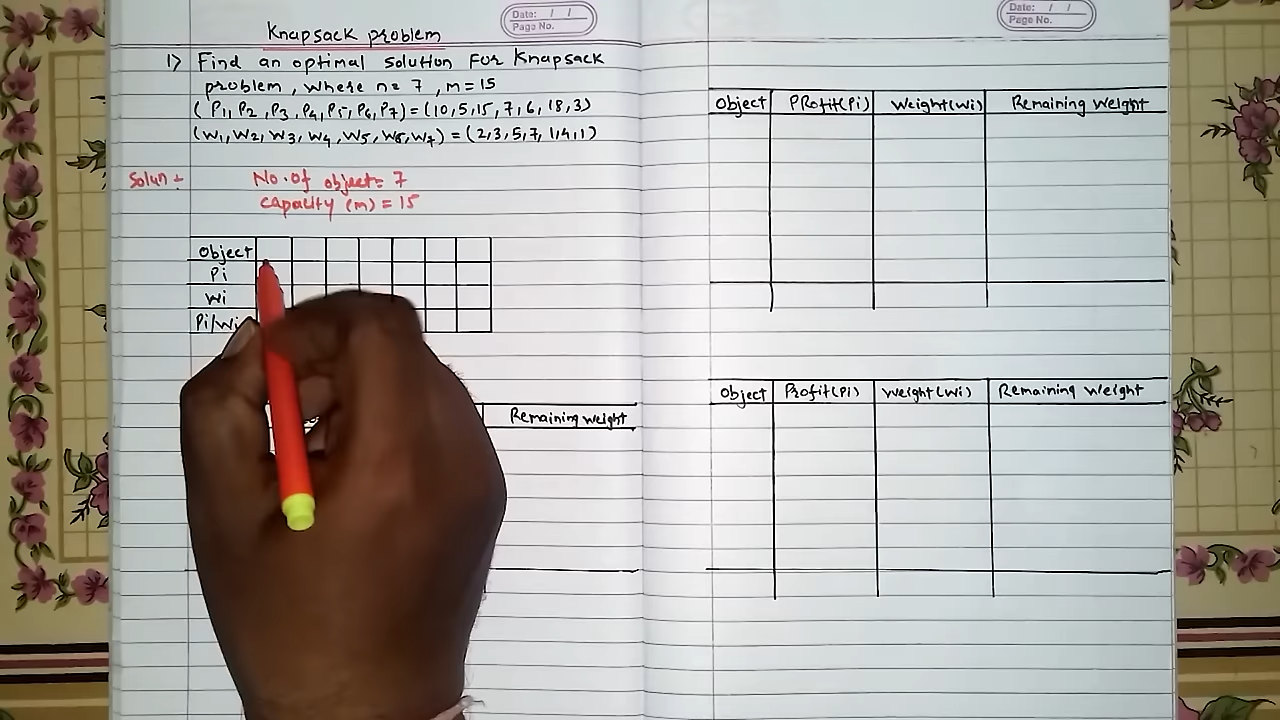 Date: / /
Page No.
Knapsack problem
1) Find an optimal solution For Knapsack
problem, where n= 7, m = 15
(P1, P2, P3, P4, P5, P6, P7) = (10, 5, 15, 7, 6, 18, 3)
(W1, W2, W3, W4, W5, W6, W7) = (2, 3, 5, 7, 1, 4, 1)
Solun :-
No. of object = 7
capacity (m) = 15
Object
Pi
wi
Pi/wi
Remaining weight
Date: / /
Page No.
Object PRofit(Pi) Weight(Wi) Remaining Weight
Object Profit(Pi) Weight(Wi) Remaining Weight